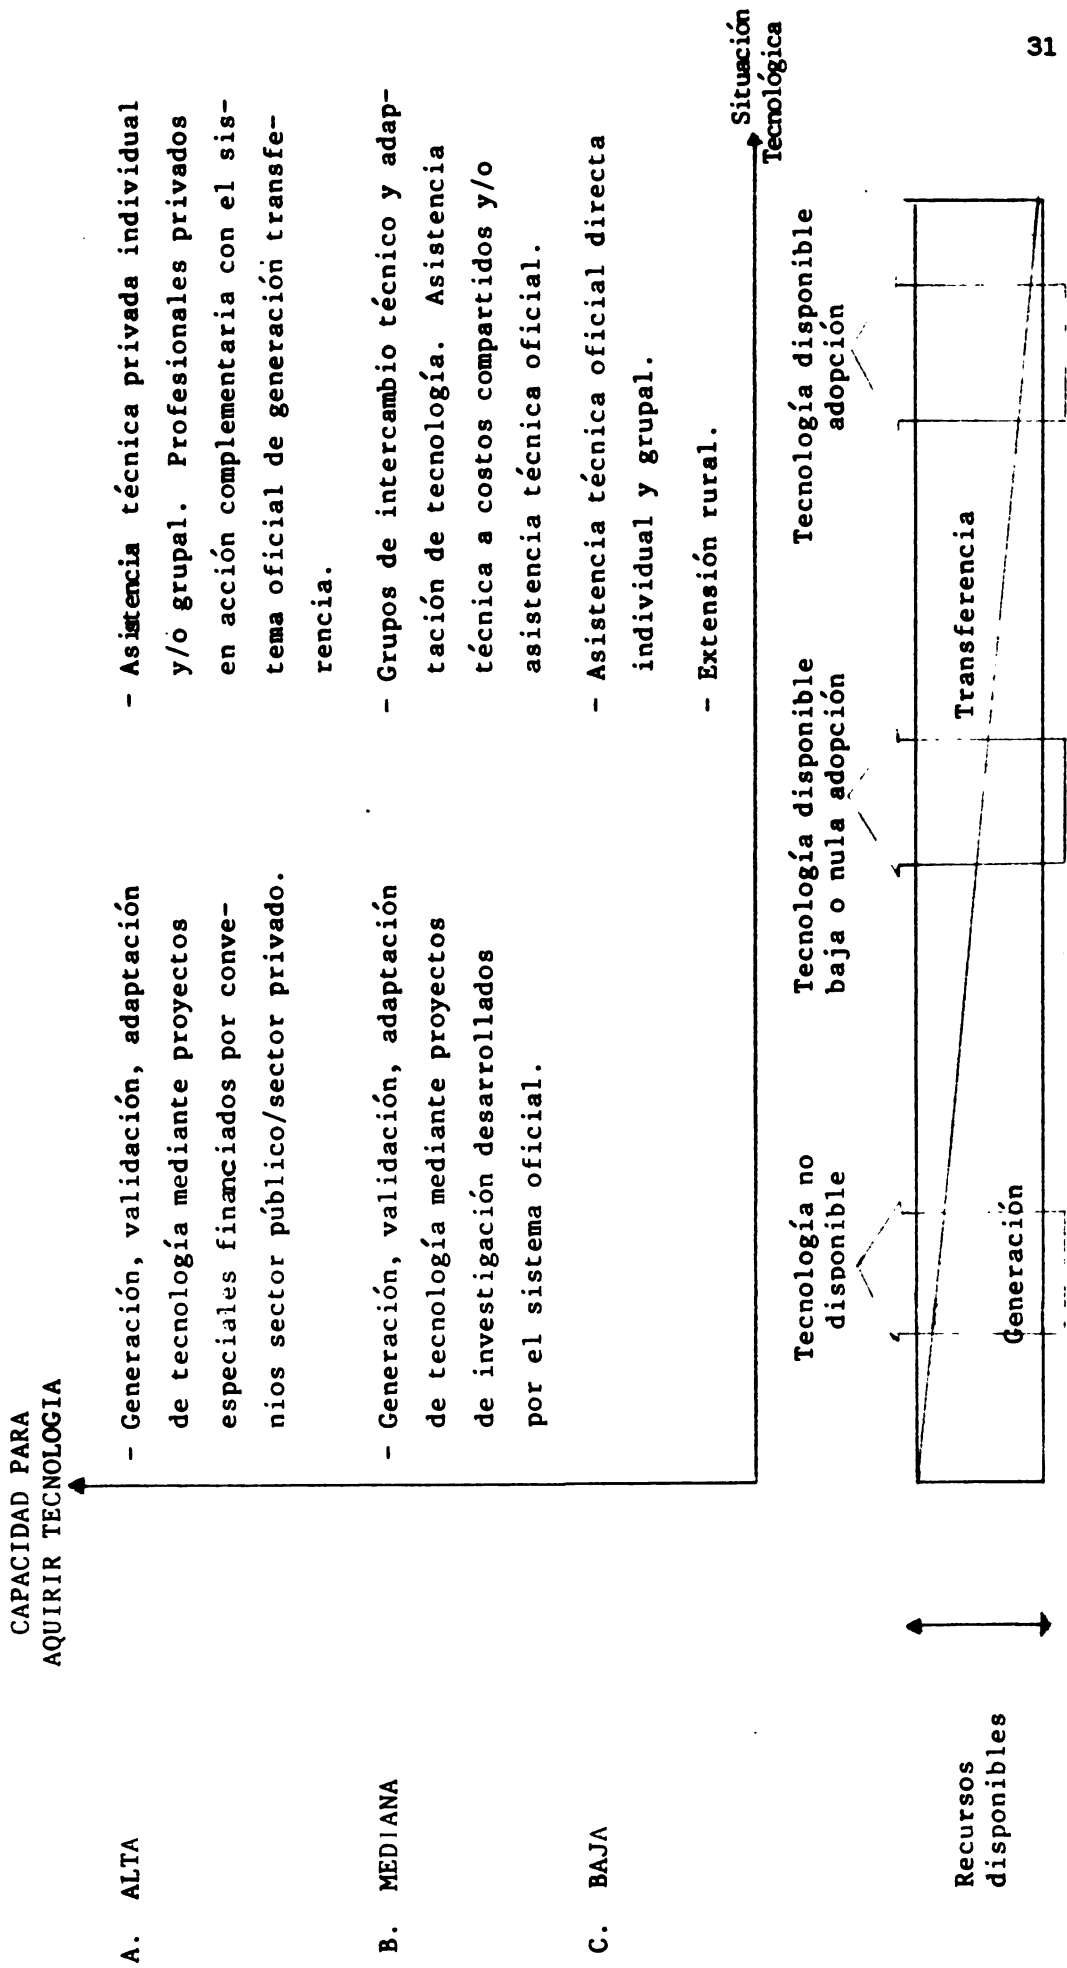 31
CAPACIDAD PARA
AQUIRIR TECNOLOGIA
A. ALTA
- Generación, validación, adaptación
de tecnología mediante proyectos
especiales financiados por conve-
nios sector público/sector privado.
- Asistencia técnica privada individual
y/o grupal. Profesionales privados
en acción complementaria con el sis-
tema oficial de generación transfe-
rencia.
B. MEDIANA
- Generación, validación, adaptación
de tecnología mediante proyectos
de investigación desarrollados
por el sistema oficial.
- Grupos de intercambio técnico y adap-
tación de tecnología. Asistencia
técnica a costos compartidos y/o
asistencia técnica oficial.
C. BAJA
- Asistencia técnica oficial directa
individual y grupal.
- Extensión rural.
Situación
Tecnológica
Tecnología no
disponible
Tecnología disponible
baja o nula adopción
Tecnología disponible
adopción
Recursos
disponibles
Generación
Transferencia